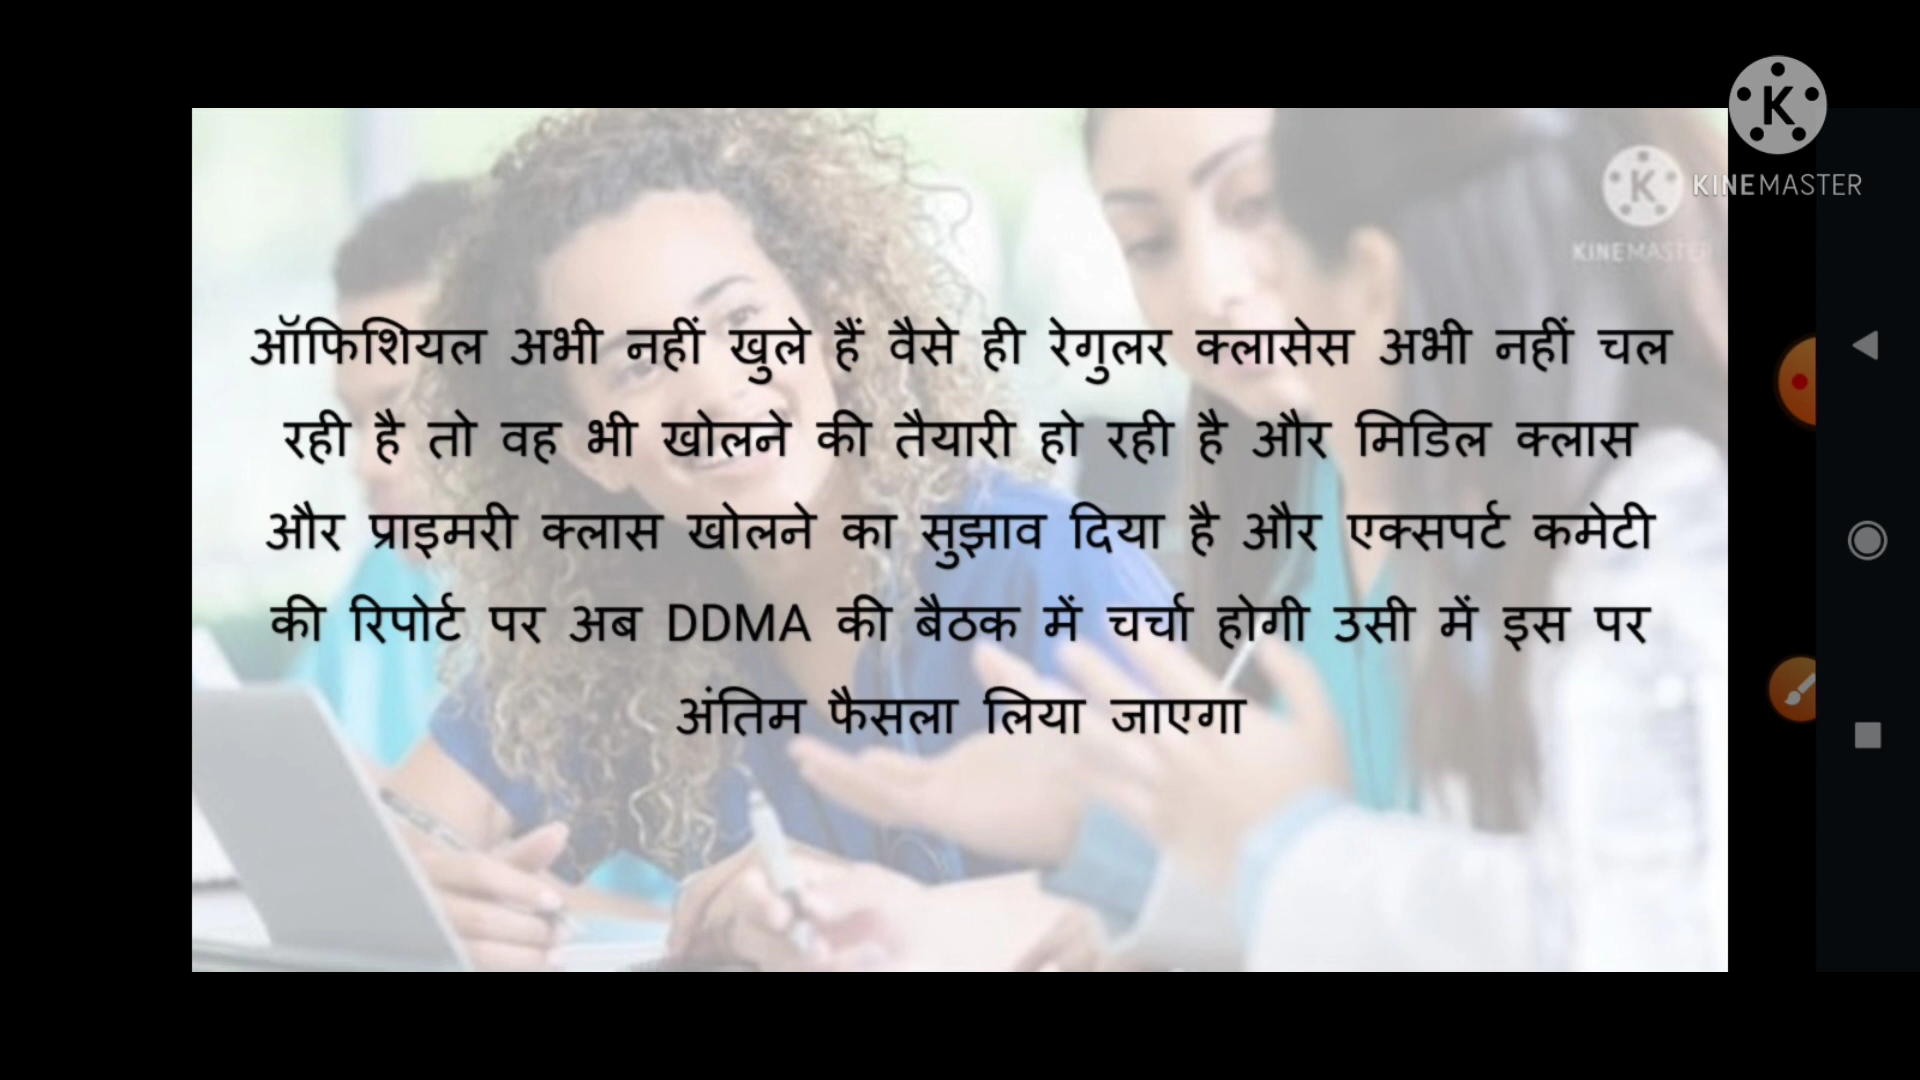 KINEMASTER
KINEMASTER
ऑफिशियल अभी नहीं खुले हैं वैसे ही रेगुलर क्लासेस अभी नहीं चल
रही है तो वह भी खोलने की तैयारी हो रही है और मिडिल क्लास
और प्राइमरी क्लास खोलने का सुझाव दिया है और एक्सपर्ट कमेटी
की रिपोर्ट पर अब DDMA की बैठक में चर्चा होगी उसी में इस पर
अंतिम फैसला लिया जाएगा